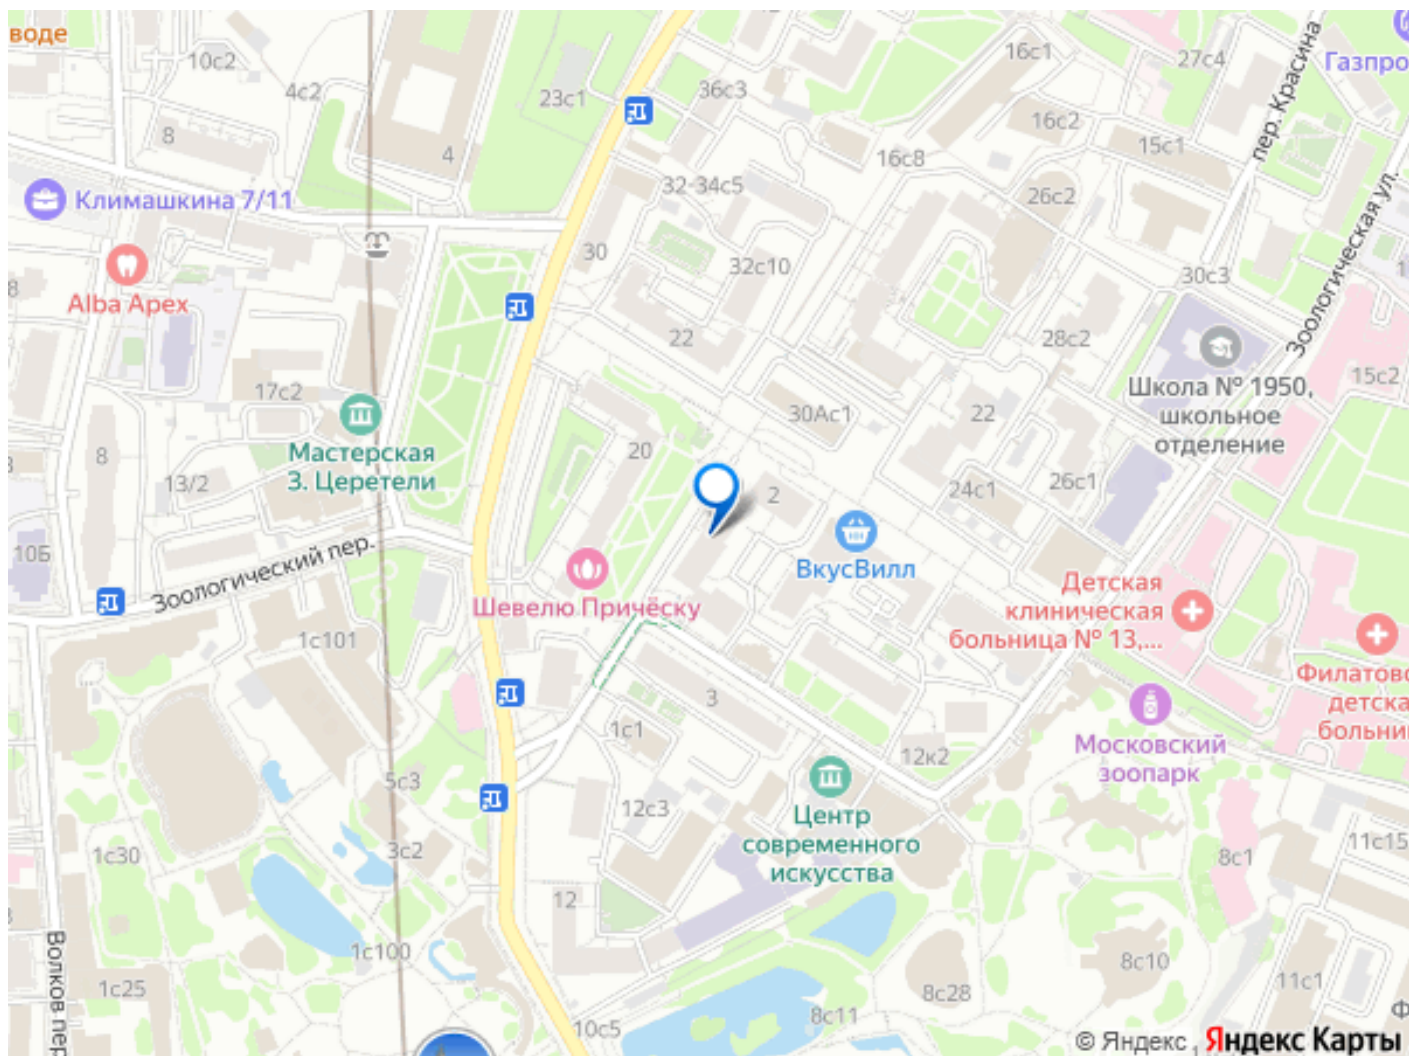 воде
10с2
4с2
23с1
36с3
16с1
27с4
Газпро
пер. Красина
8
4
16с2
15с1
16с8
Климашкина 7/11
32-34с5
26с2
Зоологическая ул.
30
32с10
30с3
Alba Apex
22
28с2
15с2
17с2
Школа № 1950,
школьное
отделение
30Ас1
22
Мастерская
З. Церетели
20
8
13/2
2
24с1
26с1
10Б
Зоологический пер.
ВкусВилл
Шевелю Причёску
Детская
клиническая
больница № 13,...
1с101
3
Филатово
детска
больни
1с1
12к2
Московский
зоопарк
5с3
12с3
Центр
современного
искусства
3с2
1с30
8с1
11с15
12
Волков пер
1с100
1с25
8с10
8с28
11с1
8с11
10с5
Ф
© Яндекс , Яндекс Карты